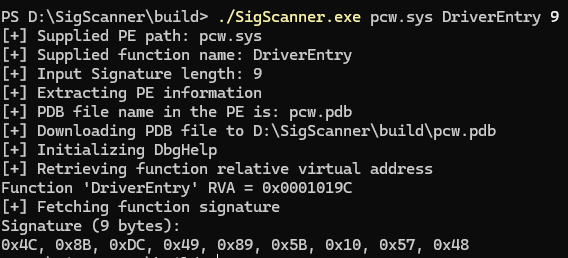 PS D:\SigScanner\build> ./SigScanner.exe pcw.sys DriverEntry 9
[+] Supplied PE path: pcw.sys
[+] Supplied function name: DriverEntry
[+] Input Signature length: 9
[+] Extracting PE information
[+] PDB file name in the PE is: pcw.pdb
[+] Downloading PDB file to D:\SigScanner\build\pcw.pdb
[+] Initializing DbgHelp
[+] Retrieving function relative virtual address
Function 'DriverEntry' RVA = 0x0001019C
[+] Fetching function signature
Signature (9 bytes):
0x4C, 0x8B, 0xDC, 0x49, 0x89, 0x5B, 0x10, 0x57, 0x48